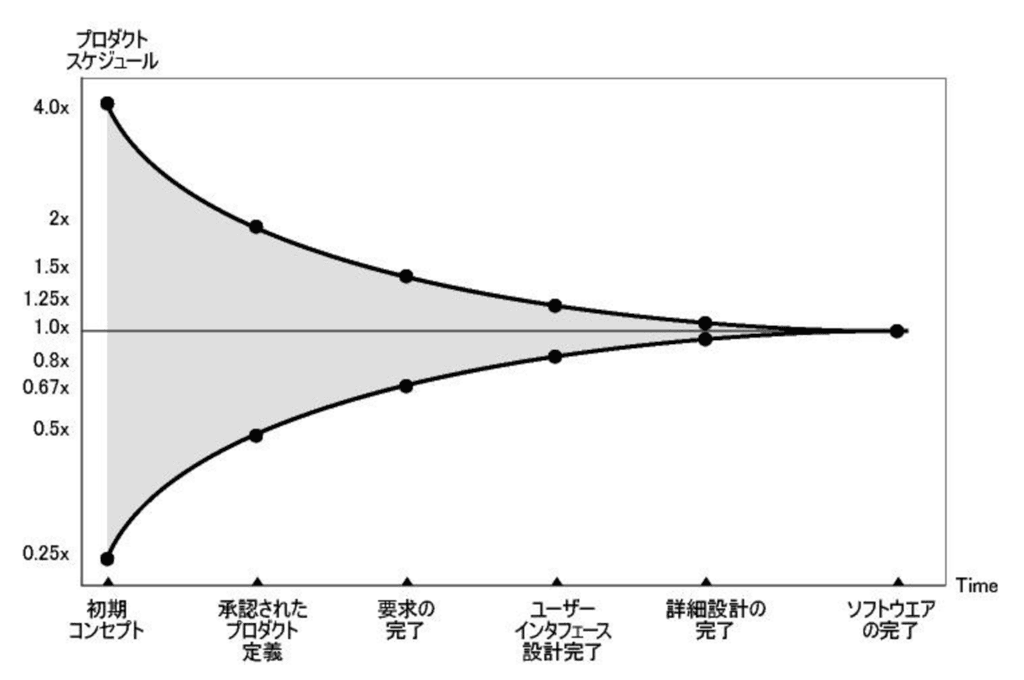 プロダクト
スケジュール
4.0x
2x
1.5x
1.25x
1.0x
0.8x
0.67x
0.5x
0.25x
Time
初期
コンセプト
承認された
プロダクト
定義
要求の
完了
ユーザー
インタフェース
設計完了
詳細設計の
完了
ソフトウエア
の完了